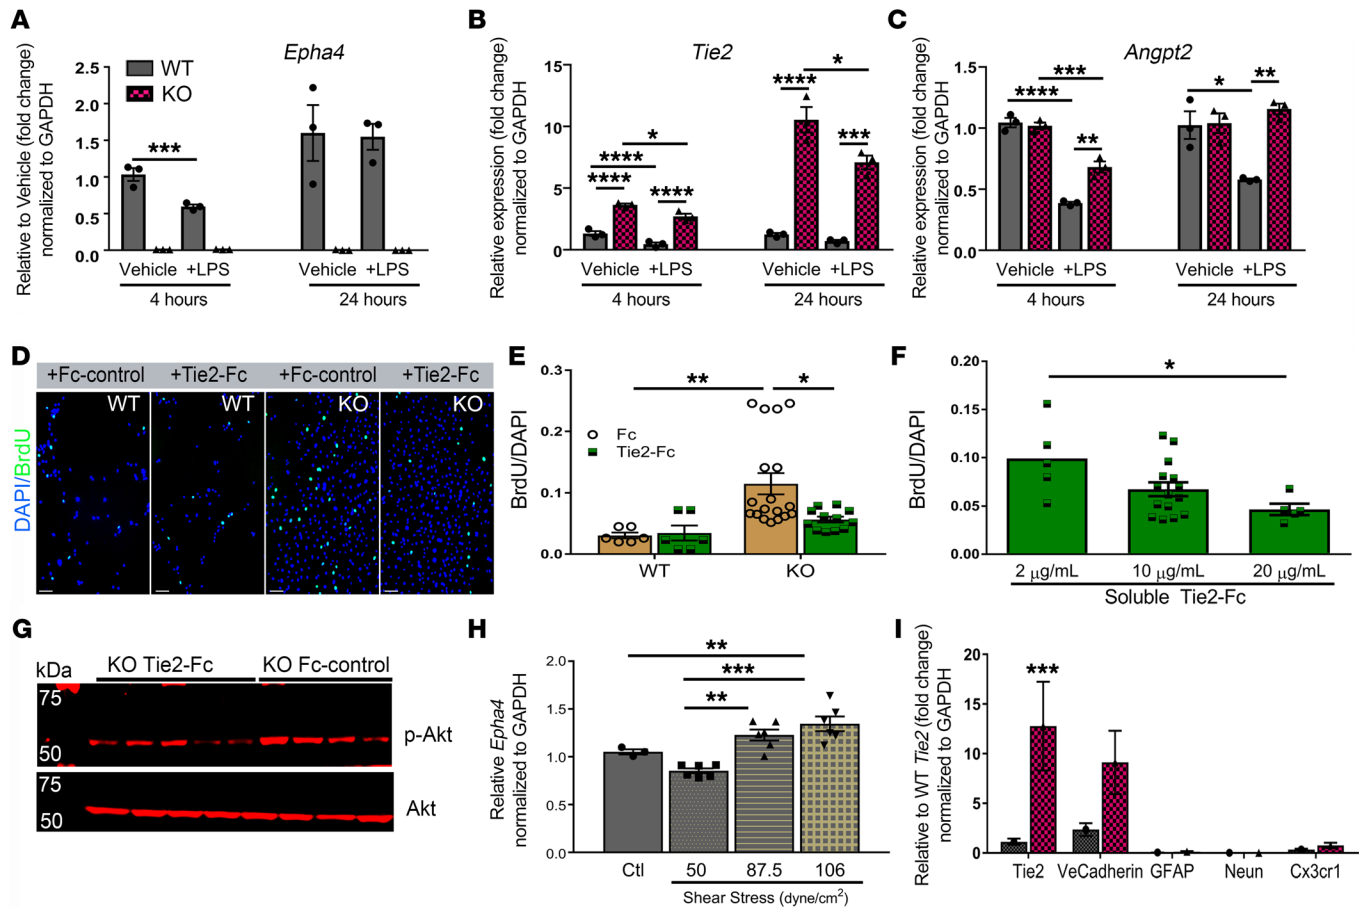 A
Epha4
Relative to Vehicle (fold change)
normalized to GAPDH)
2.5
2.0
1.5
1.0
0.5
0.0
WT
KO
***
Vehicle +LPS
Vehicle +LPS
4 hours
24 hours
B
Tie2
Relative expression (fold change)
normalized to GAPDH)
15
10
5
0
****
****
*
****
****
*
***
Vehicle +LPS
Vehicle +LPS
4 hours
24 hours
C
Angpt2
Relative expression (fold change)
normalized to GAPDH)
1.5
1.0
0.5
0.0
***
****
**
*
**
Vehicle +LPS
Vehicle +LPS
4 hours
24 hours
D
+Fc-control +Tie2-Fc +Fc-control +Tie2-Fc
WT WT KO KO
DAPI/BrdU
E
BrdU/DAPI
0.3
0.2
0.1
0.0
Fc
Tie2-Fc
** *
WT KO
F
BrdU/DAPI
0.20
0.15
0.10
0.05
0.00
*
2 μg/mL 10 μg/mL 20 μg/mL
Soluble Tie2-Fc
G
kDa KO Tie2-Fc KO Fc-control
75
50
p-Akt
75
50
Akt
H
Relative Epha4
normalized to GAPDH)
2.0
1.5
1.0
0.5
0.0
**
***
**
Ctl 50 87.5 106
Shear Stress (dyne/cm²)
I
Relative to WT Tie2 (fold change)
normalized to GAPDH)
20
15
10
5
0
***
Tie2 VeCadherin GFAP Neun Cx3cr1